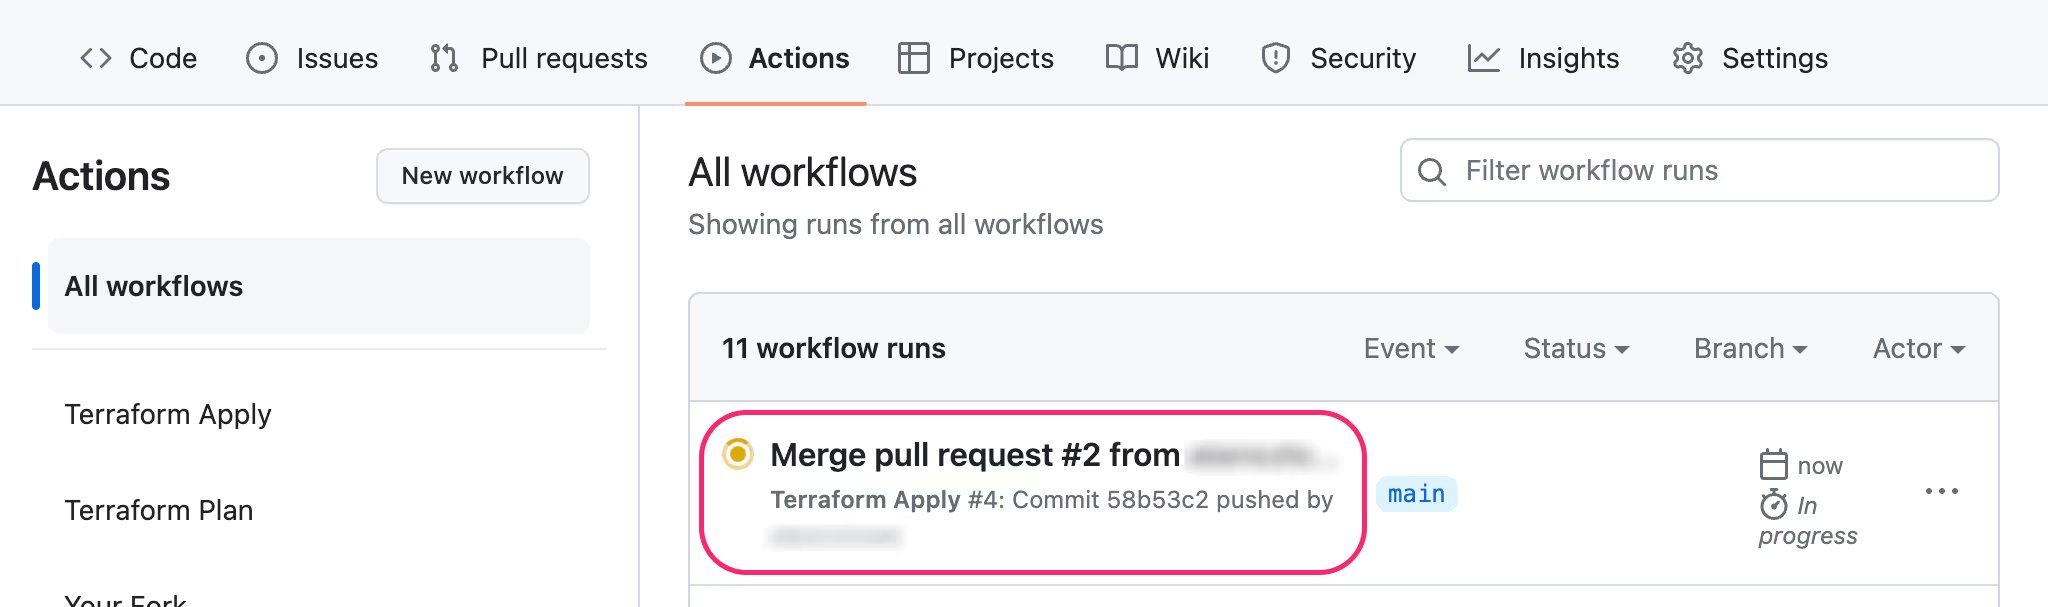 Code Issues Pull requests Actions Projects Wiki Security Insights Settings
Actions
New workflow
All workflows
Terraform Apply
Terraform Plan
Your Fork
All workflows
Showing runs from all workflows
Filter workflow runs
11 workflow runs
Event Status Branch Actor
Merge pull request #2 from
Terraform Apply #4: Commit 58b53c2 pushed by
main
now
In
progress